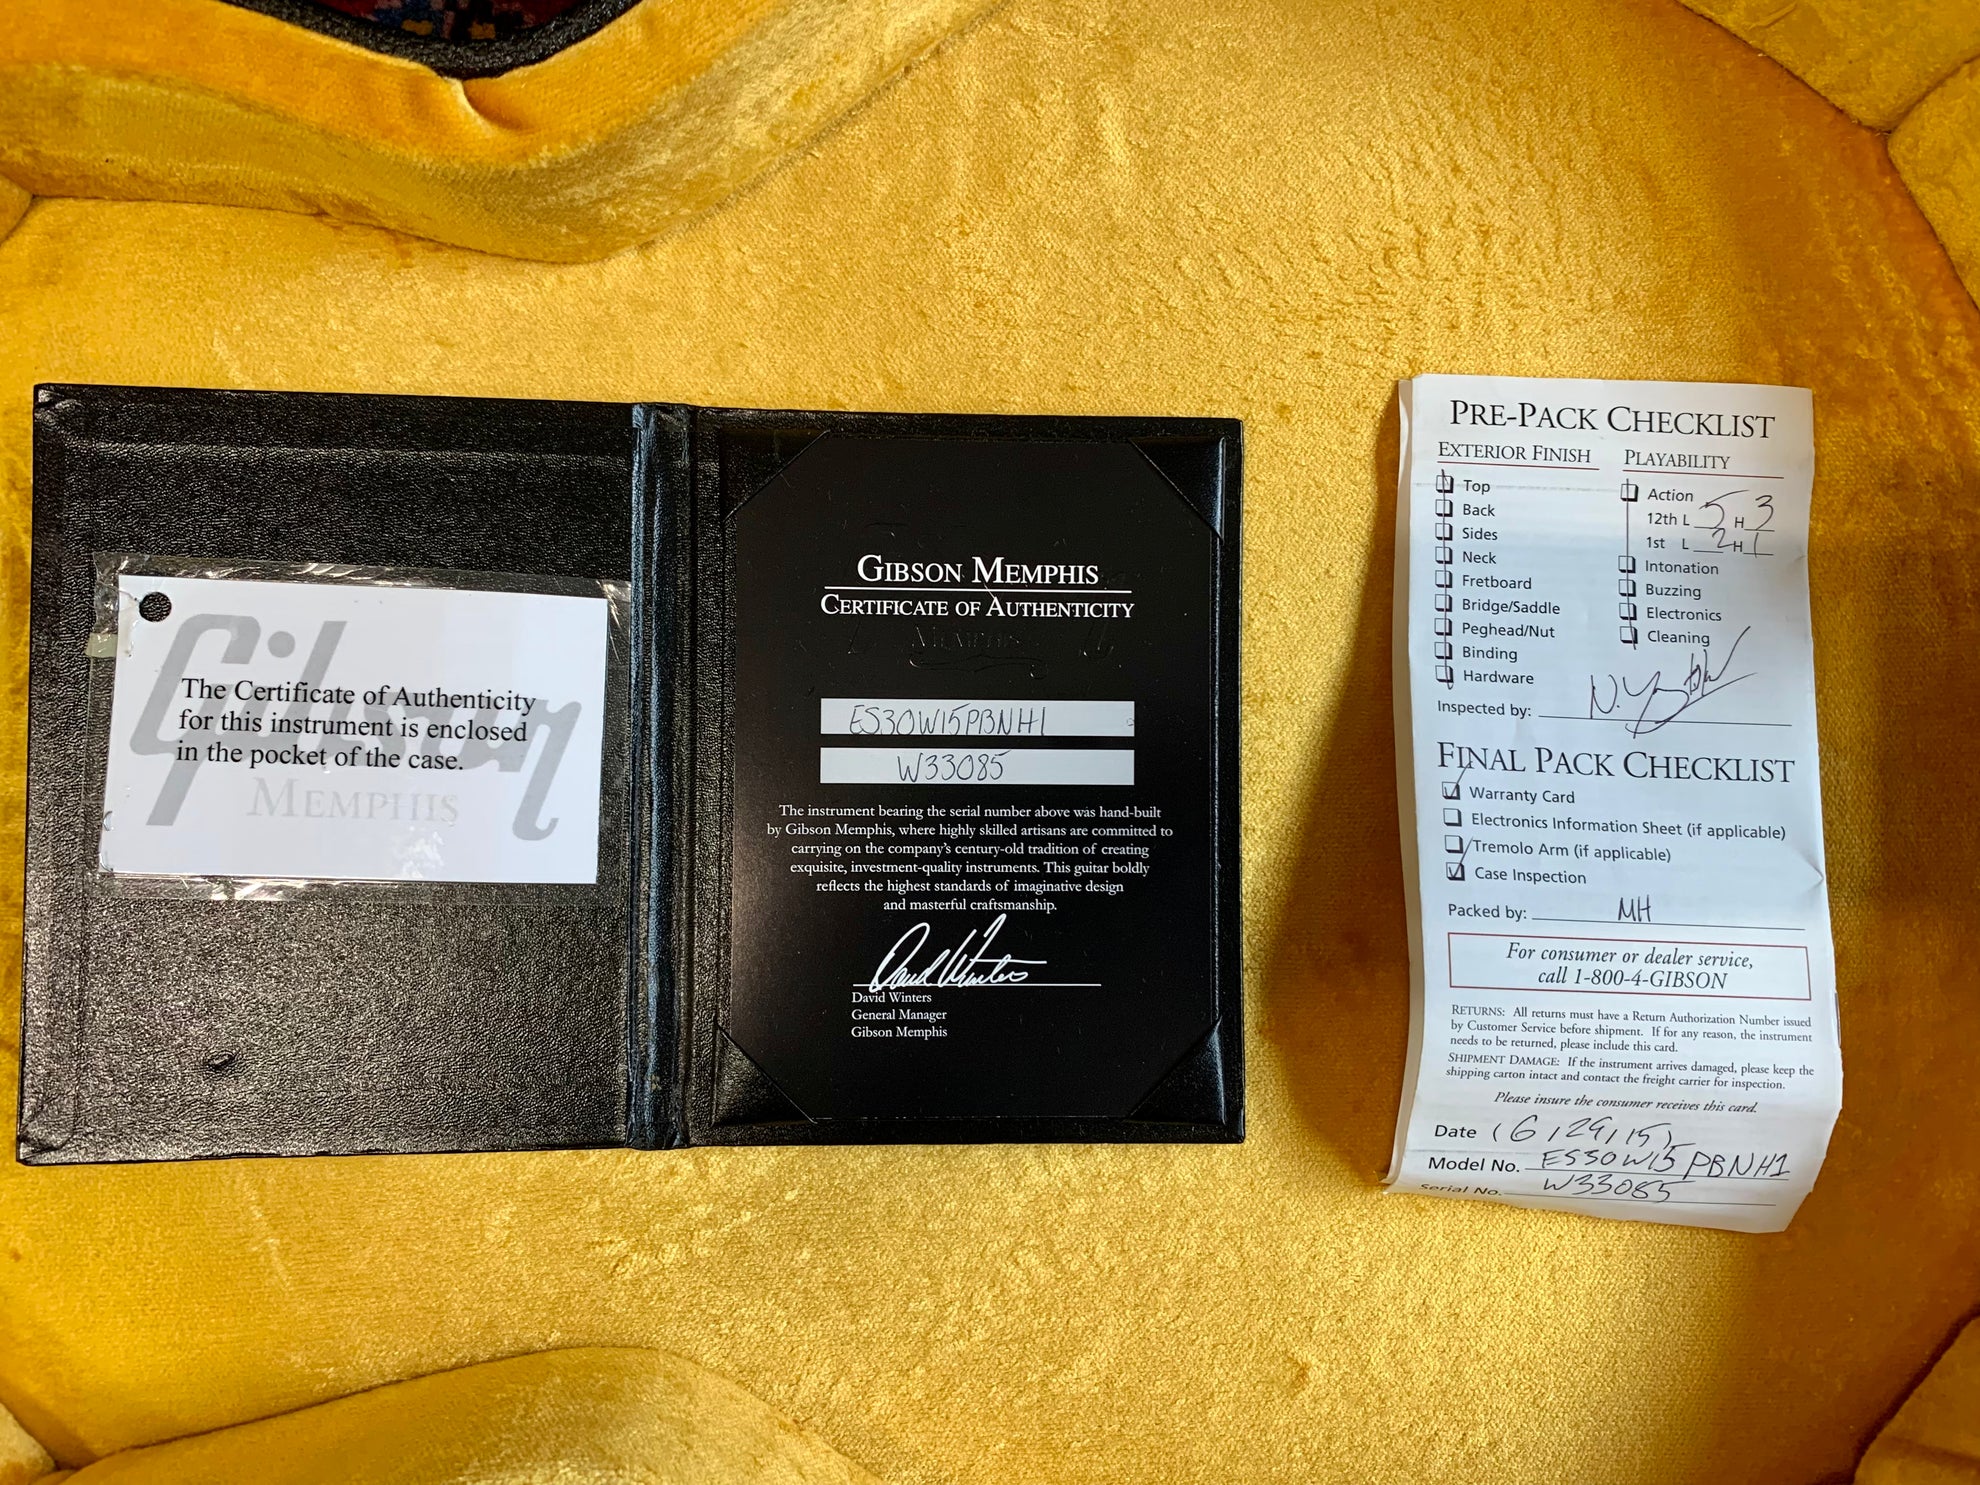 Gibson
MEMPHIS
The Certificate of Authenticity
for this instrument is enclosed
in the pocket of the case.
GIBSON MEMPHIS
CERTIFICATE OF AUTHENTICITY
MEMPHIS
ES30W15PBNH1
W33085
The instrument bearing the serial number above was hand-built
by Gibson Memphis, where highly skilled artisans are committed to
carrying on the company's century-old tradition of creating
exquisite, investment-quality instruments. This guitar boldly
reflects the highest standards of imaginative design
and masterful craftsmanship.
David Winters
David Winters
General Manager
Gibson Memphis
PRE-PACK CHECKLIST
EXTERIOR FINISH
Top
Back
Sides
Neck
Fretboard
Bridge/Saddle
Peghead/Nut
Binding
Hardware
PLAYABILITY
Action
12th L 5 H 3
1st L 2 H 1
Intonation
Buzzing
Electronics
Cleaning
Inspected by: N.
FINAL PACK CHECKLIST
Warranty Card
Electronics Information Sheet (if applicable)
Tremolo Arm (if applicable)
Case Inspection
Packed by: MH
For consumer or dealer service,
call 1-800-4-GIBSON
RETURNS: All returns must have a Return Authorization Number issued
by Customer Service before shipment. If for any reason, the instrument
needs to be returned, please include this card.
SHIPMENT DAMAGE: If the instrument arrives damaged, please keep the
shipping carton intact and contact the freight carrier for inspection.
Please insure the consumer receives this card.
Date (6/29/15)
Model No. ES30W15PBNH1
Serial No. W33085